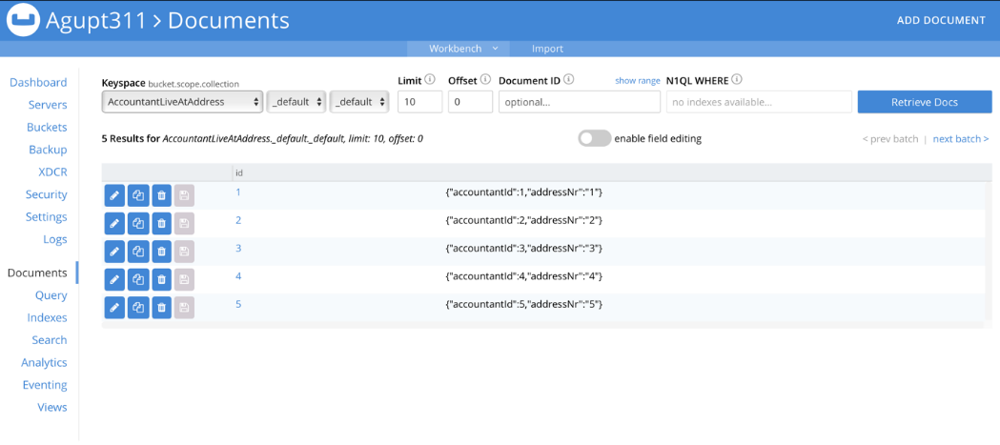 Agupt311 > Documents
ADD DOCUMENT
Workbench
Import
Dashboard
Servers
Buckets
Backup
XDCR
Security
Settings
Logs
Documents
Query
Indexes
Search
Analytics
Eventing
Views
Keyspace bucket.scope.collection
AccountantLiveAtAddress
_default
_default
Limit
10
Offset
0
Document ID
show range
optional...
N1QL WHERE
no indexes available...
Retrieve Docs
5 Results for AccountantLiveAtAddress._default._default, limit: 10, offset: 0
enable field editing
< prev batch | next batch >
id
1 {"accountantId":1,"addressNr":"1"}
2 {"accountantId":2,"addressNr":"2"}
3 {"accountantId":3,"addressNr":"3"}
4 {"accountantId":4,"addressNr":"4"}
5 {"accountantId":5,"addressNr":"5"}